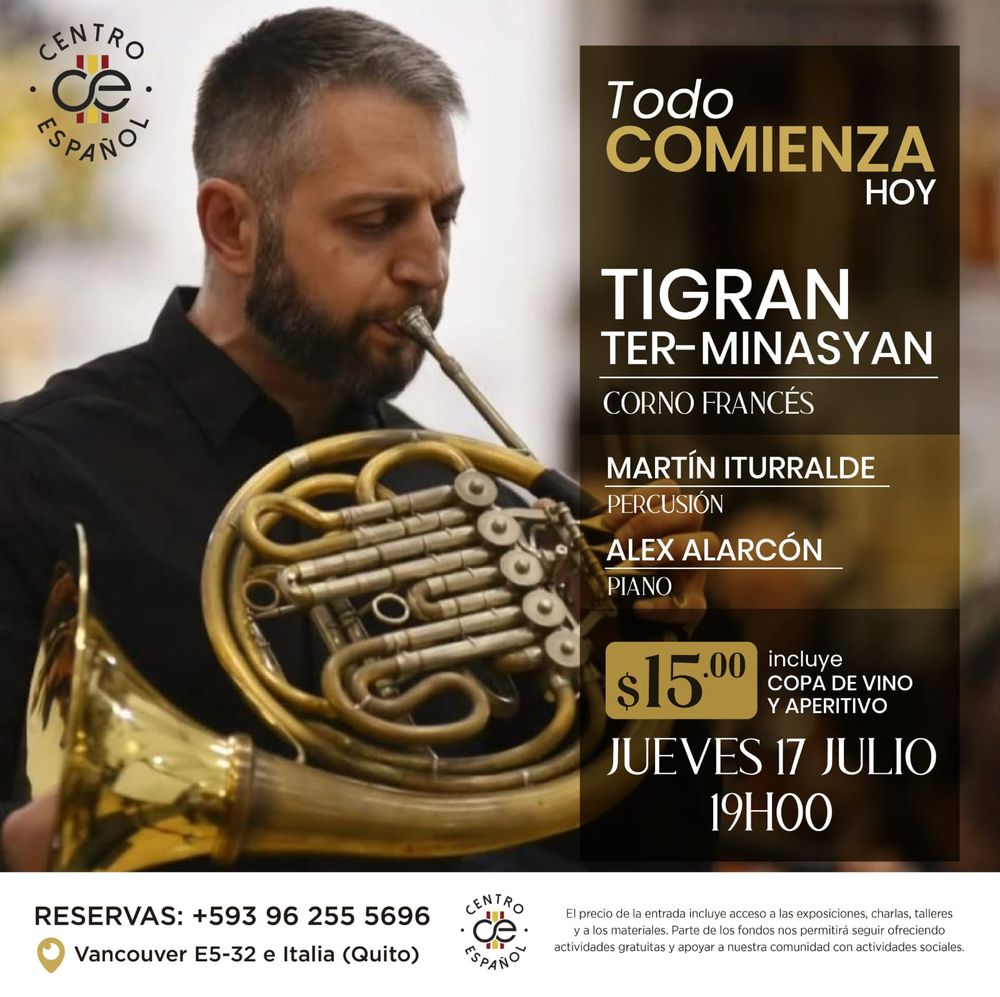 CENTRO
ce
ESPAÑOL
Todo
COMIENZA
HOY
TIGRAN
TER-MINASYAN
CORNO FRANCÉS
MARTÍN ITURRALDE
PERCUSIÓN
ALEX ALARCÓN
PIANO
$15.00
incluye
COPA DE VINO
Y APERITIVO
JUEVES 17 JULIO
19H00
RESERVAS: +593 96 255 5696
Vancouver E5-32 e Italia (Quito)
CENTRO
ce
ESPAÑOL
El precio de la entrada incluye acceso a las exposiciones, charlas, talleres
y a los materiales. Parte de los fondos nos permitirá seguir ofreciendo
actividades gratuitas y apoyar a nuestra comunidad con actividades sociales.